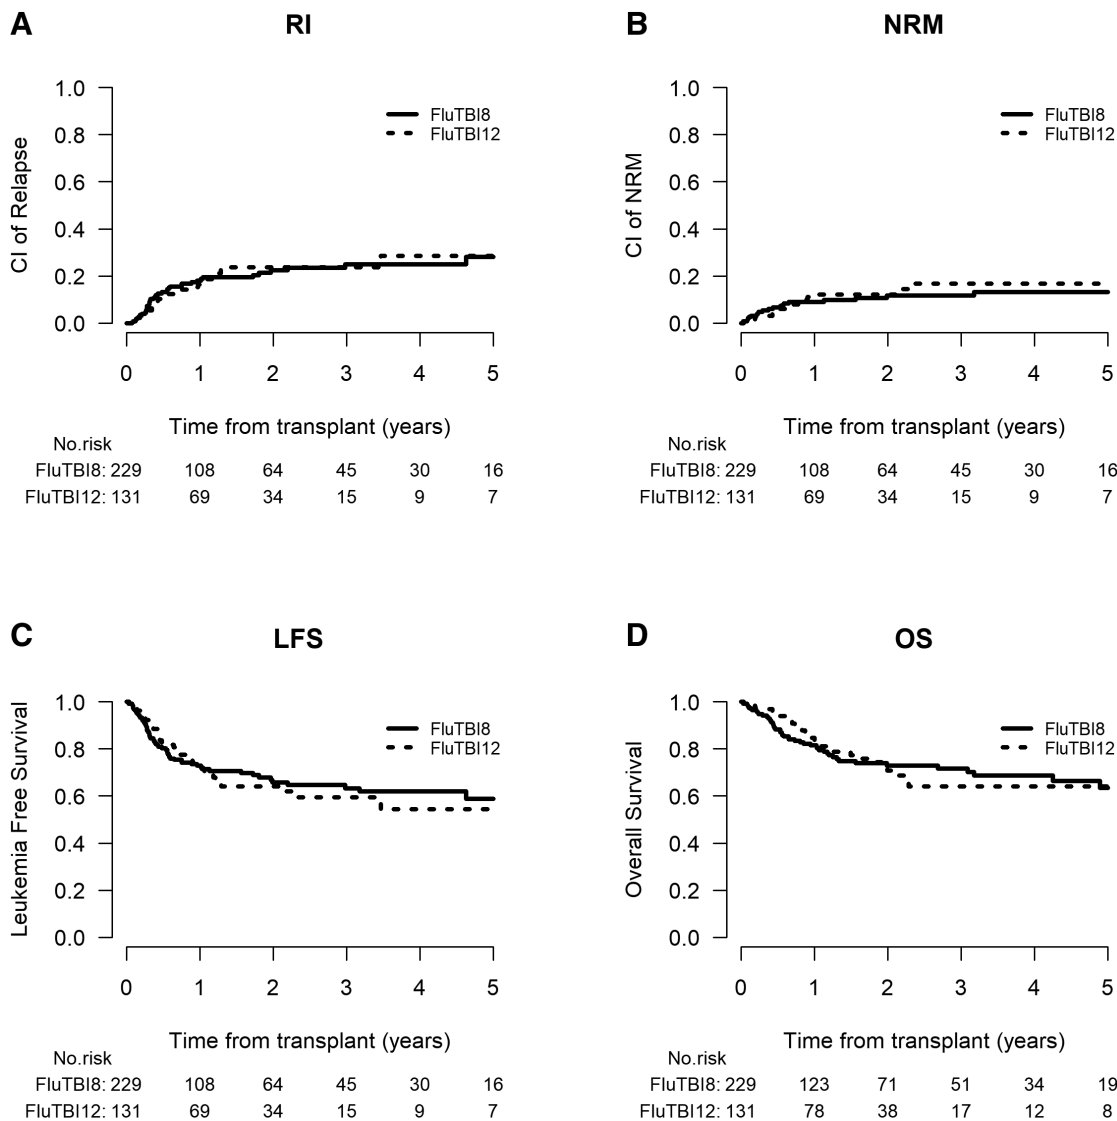 A
RI
CI of Relapse
1.0
0.8
0.6
0.4
0.2
0.0
FluTBI8
FluTBI12
0 1 2 3 4 5
Time from transplant (years)
No.risk
FluTBI8: 229 108 64 45 30 16
FluTBI12: 131 69 34 15 9 7
B
NRM
CI of NRM
1.0
0.8
0.6
0.4
0.2
0.0
FluTBI8
FluTBI12
0 1 2 3 4 5
Time from transplant (years)
No.risk
FluTBI8: 229 108 64 45 30 16
FluTBI12: 131 69 34 15 9 7
C
LFS
Leukemia Free Survival
1.0
0.8
0.6
0.4
0.2
0.0
FluTBI8
FluTBI12
0 1 2 3 4 5
Time from transplant (years)
No.risk
FluTBI8: 229 108 64 45 30 16
FluTBI12: 131 69 34 15 9 7
D
OS
Overall Survival
1.0
0.8
0.6
0.4
0.2
0.0
FluTBI8
FluTBI12
0 1 2 3 4 5
Time from transplant (years)
No.risk
FluTBI8: 229 123 71 51 34 19
FluTBI12: 131 78 38 17 12 8